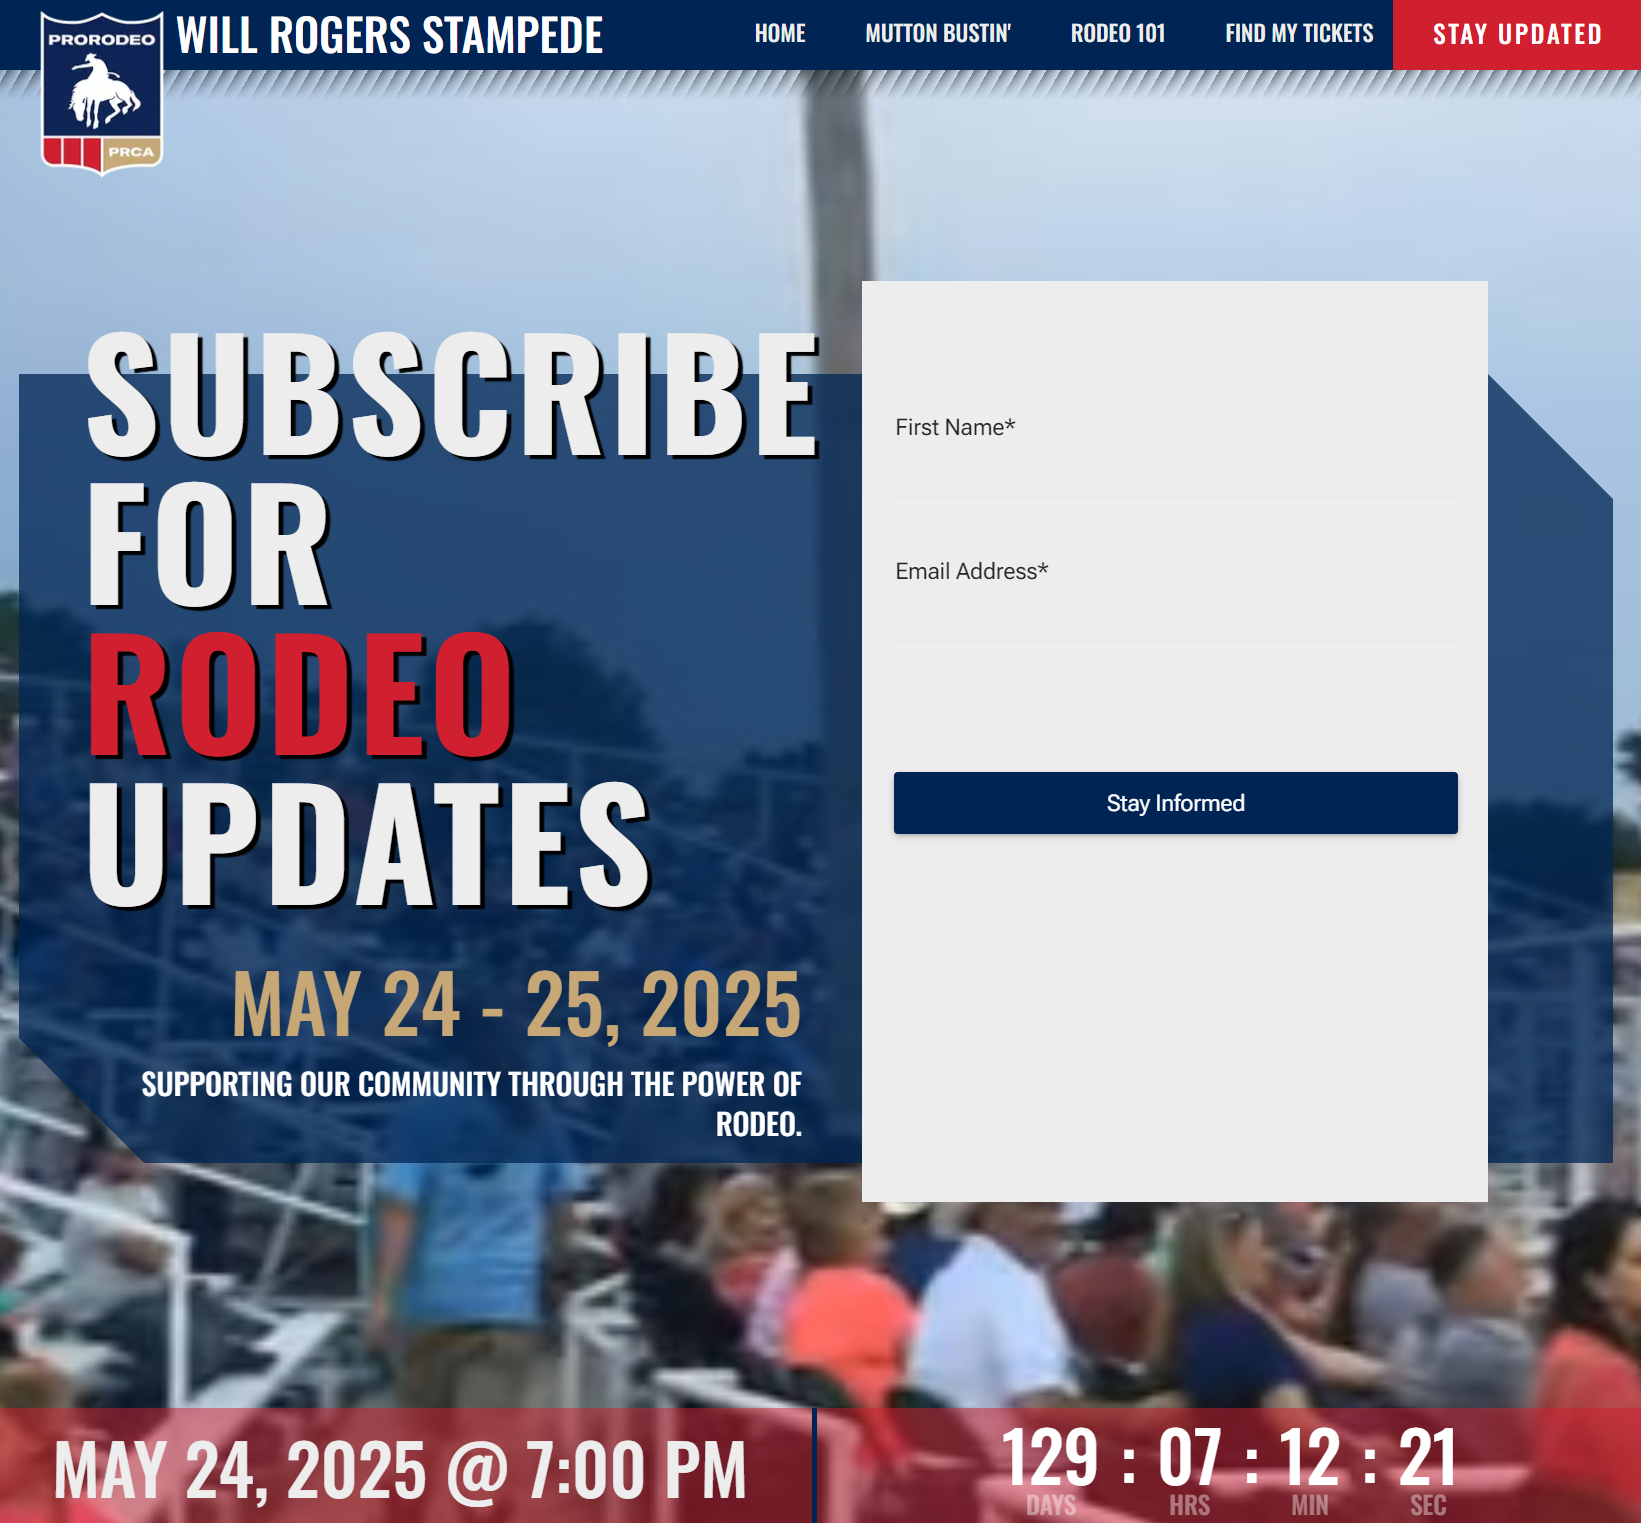 PRORODEO
PRCA
WILL ROGERS STAMPEDE
HOME
MUTTON BUSTIN'
RODEO 101
FIND MY TICKETS
STAY UPDATED
SUBSCRIBE
FOR
RODEO
UPDATES
MAY 24 - 25, 2025
SUPPORTING OUR COMMUNITY THROUGH THE POWER OF
RODEO.
First Name*
Email Address*
Stay Informed
MAY 24, 2025 @ 7:00 PM
129 : 07 : 12 : 21
DAYS HRS MIN SEC